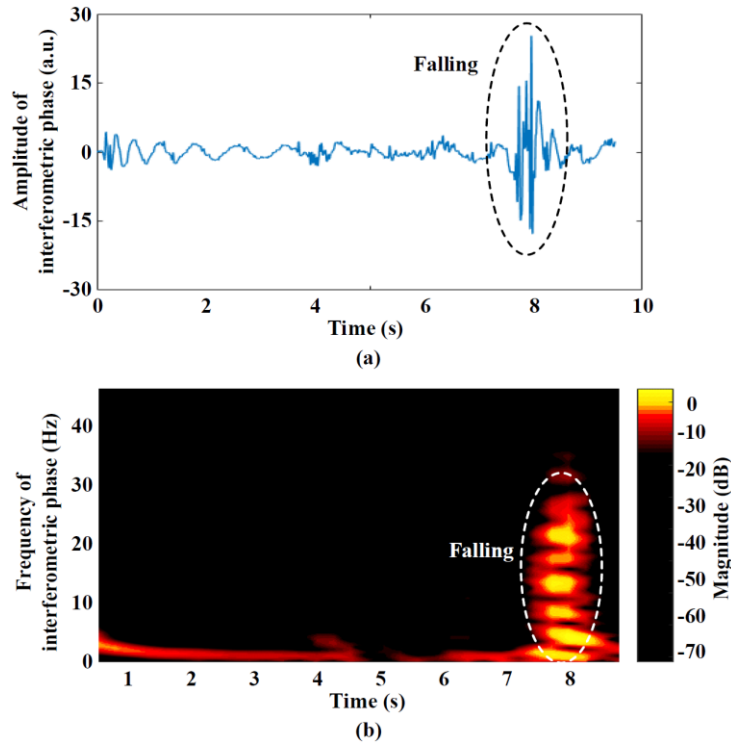 30
15
0
-15
-30
Amplitude of
interferometric phase (a.u.)
Falling
0 2 4 6 8 10
Time (s)
(a)
40
30
20
10
0
Frequency of
interferometric phase (Hz)
Falling
1 2 3 4 5 6 7 8
Time (s)
0
-10
-20
-30
-40
-50
-60
-70
Magnitude (dB)
(b)